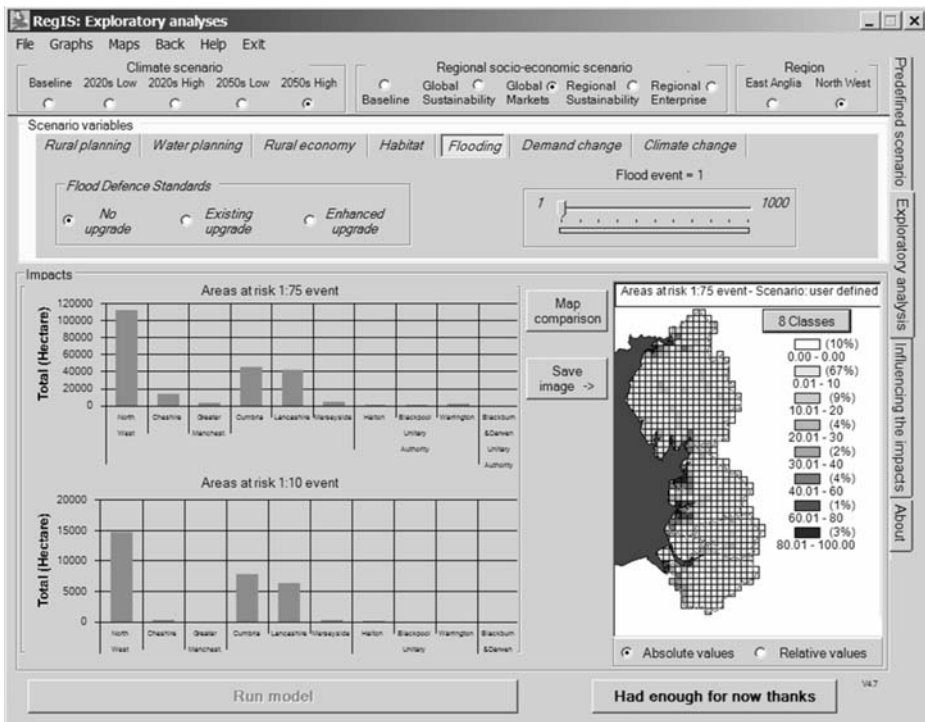 RegIS: Exploratory analyses
File Graphs Maps Back Help Exit
Climate scenario
Baseline 2020s Low 2020s High 2050s Low 2050s High
Regional socio-economic scenario
Baseline
Global Sustainability
Global Markets
Regional Sustainability
Regional Enterprise
Region
East Anglia North West
Scenario variables
Rural planning Water planning Rural economy Habitat Flooding Demand change Climate change
Flood Defence Standards
No upgrade
Existing upgrade
Enhanced upgrade
Flood event = 1
1 1000
Impacts
Areas at risk 1:75 event
Total (Hectare)
120000
100000
80000
60000
40000
20000
0
North West
Cheshire
Greater Manchest
Cumbria
Lancashire
Merseyside
Halton
Blackpool Unitary Authority
Warrington
Blackburn &Darwen Unitary Authority
Areas at risk 1:10 event
Total (Hectare)
20000
15000
10000
5000
0
North West
Cheshire
Greater Manchest
Cumbria
Lancashire
Merseyside
Halton
Blackpool Unitary
Warrington
Blackburn &Darwen
Map comparison
Save image ->
Areas at risk 1:75 event - Scenario: user defined
8 Classes
(10%)
0.00 - 0.00
(67%)
0.01 - 10
(9%)
10.01 - 20
(4%)
20.01 - 30
(2%)
30.01 - 40
(4%)
40.01 - 60
(1%)
60.01 - 80
(3%)
80.01 - 100.00
Absolute values Relative values
Predefined scenario
Exploratory analysis
Influencing the impacts
About
Run model
Had enough for now thanks
V4.7